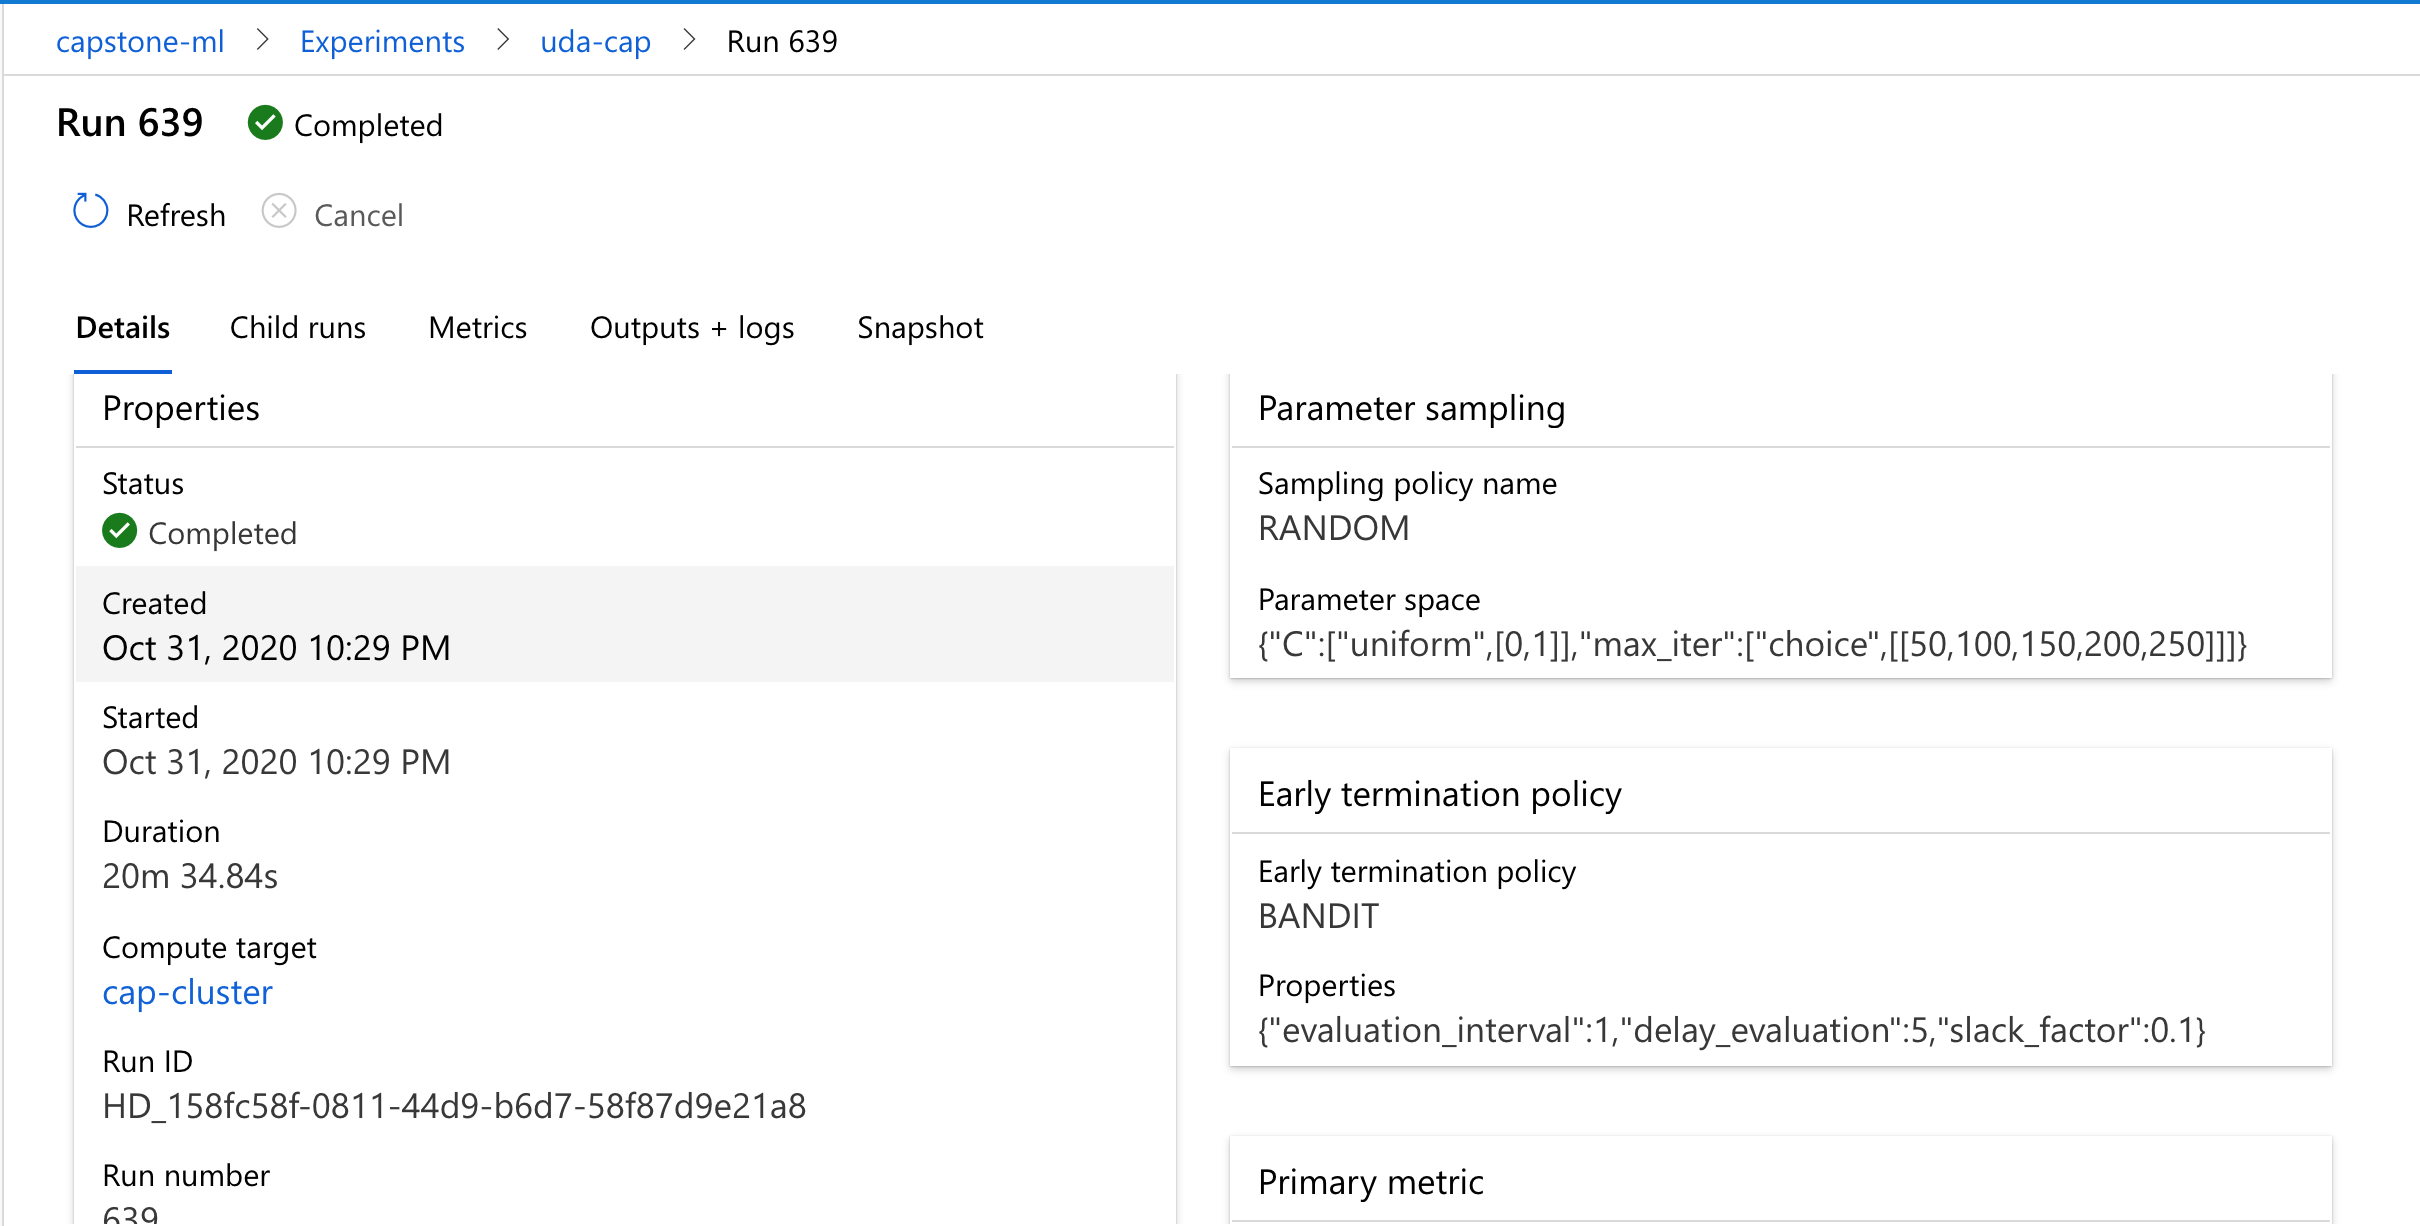 capstone-ml > Experiments > uda-cap > Run 639
Run 639 Completed
Refresh Cancel
Details Child runs Metrics Outputs + logs Snapshot
Properties
Status
Completed
Created
Oct 31, 2020 10:29 PM
Started
Oct 31, 2020 10:29 PM
Duration
20m 34.84s
Compute target
cap-cluster
Run ID
HD_158fc58f-0811-44d9-b6d7-58f87d9e21a8
Run number
639
Parameter sampling
Sampling policy name
RANDOM
Parameter space
{"C":["uniform",[0,1]],"max_iter":["choice",[[50,100,150,200,250]]]}
Early termination policy
Early termination policy
BANDIT
Properties
{"evaluation_interval":1,"delay_evaluation":5,"slack_factor":0.1}
Primary metric